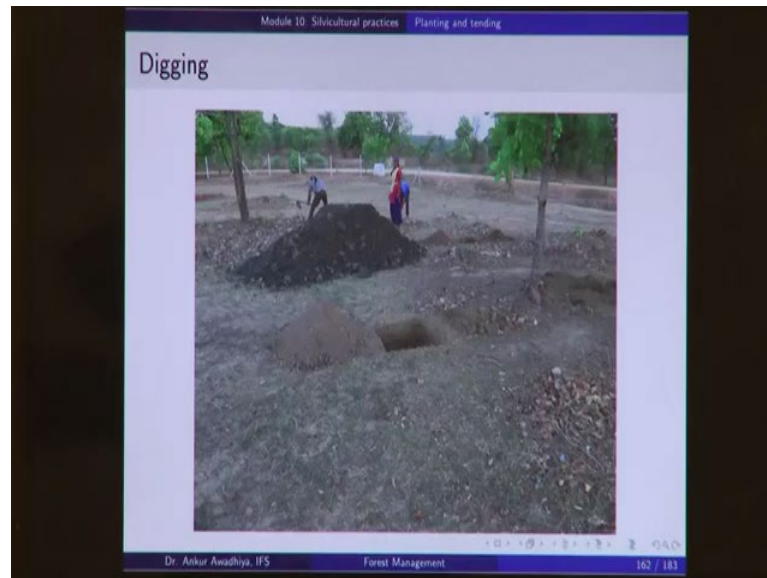 Module 10: Silvicultural practices Planting and tending
Digging
Dr. Ankur Awadhiya, IFS Forest Management 162 / 183